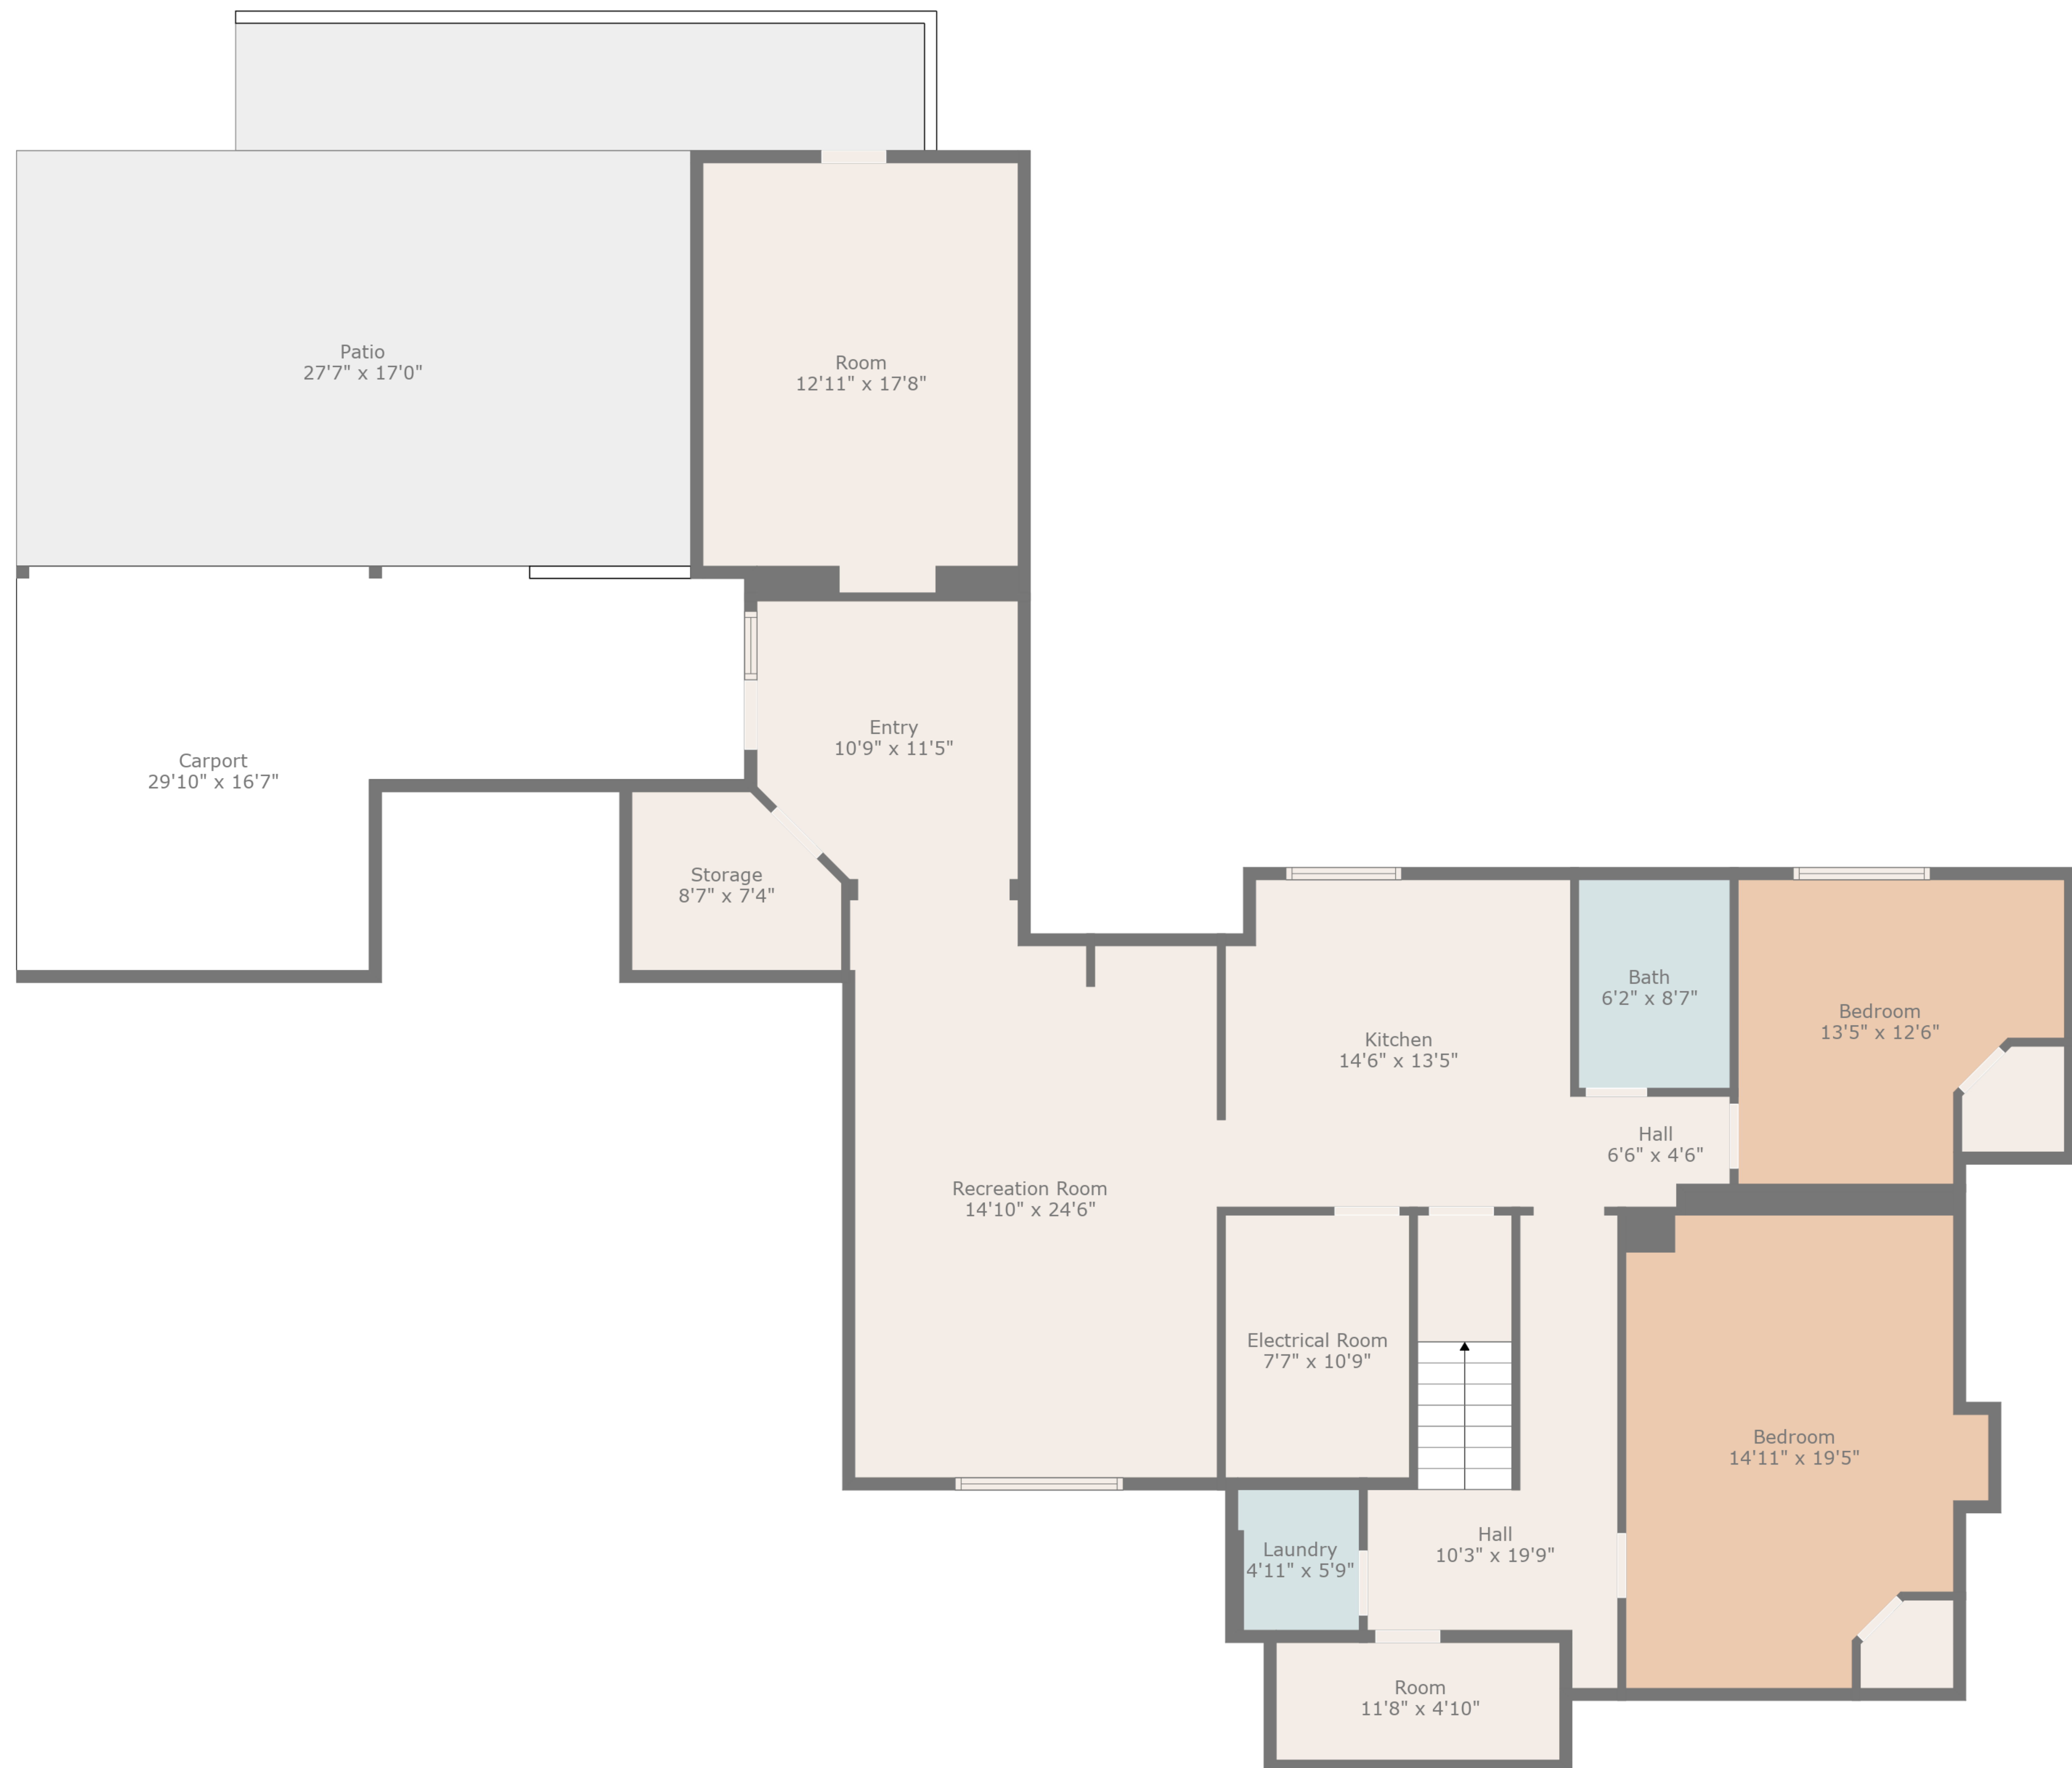 Patio
27'7" x 17'0"
Room
12'11" x 17'8"
Entry
10'9" x 11'5"
Carport
29'10" x 16'7"
Storage
8'7" x 7'4"
Bath
6'2" x 8'7"
Bedroom
13'5" x 12'6"
Kitchen
14'6" x 13'5"
Hall
6'6" x 4'6"
Recreation Room
14'10" x 24'6"
Electrical Room
7'7" x 10'9"
Bedroom
14'11" x 19'5"
Hall
10'3" x 19'9"
Laundry
4'11" x 5'9"
Room
11'8" x 4'10"